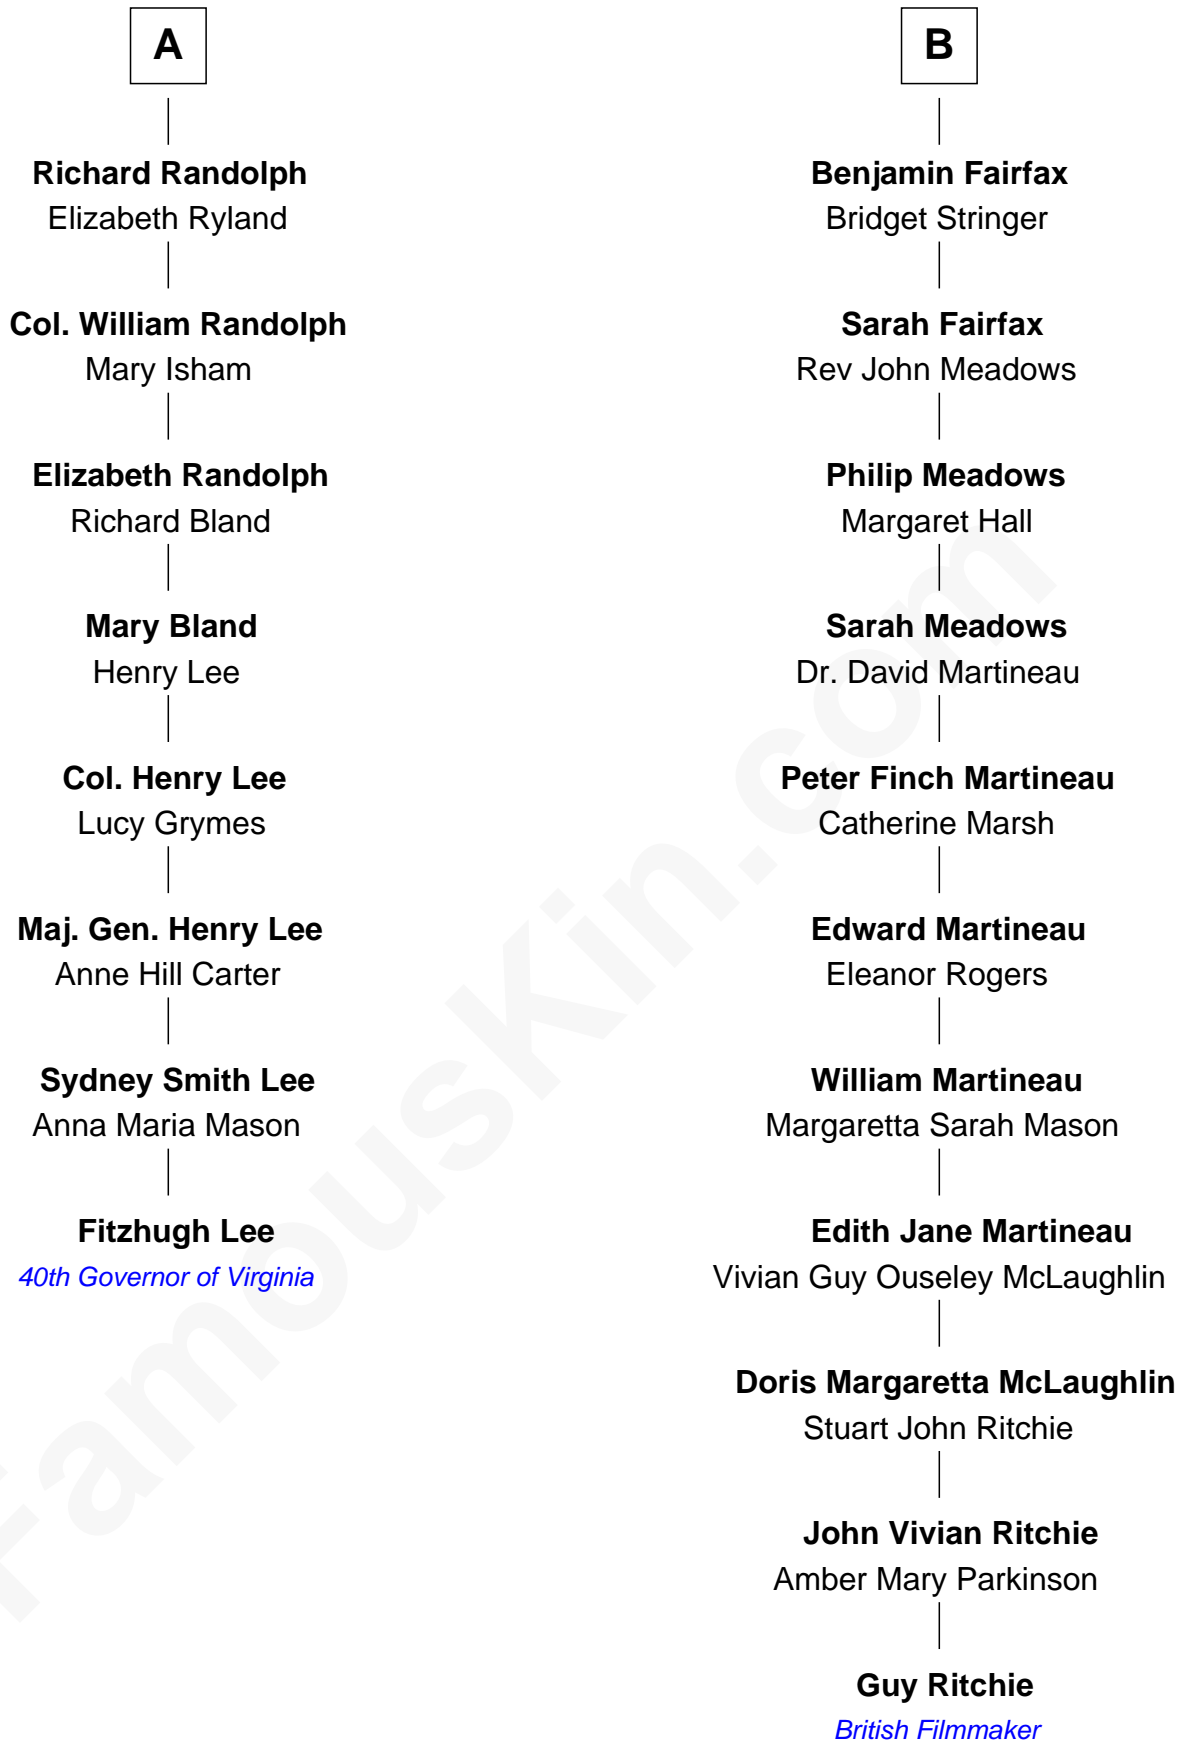 A
Richard Randolph
Elizabeth Ryland
Col. William Randolph
Mary Isham
Elizabeth Randolph
Richard Bland
Mary Bland
Henry Lee
Col. Henry Lee
Lucy Grymes
Maj. Gen. Henry Lee
Anne Hill Carter
Sydney Smith Lee
Anna Maria Mason
Fitzhugh Lee
40th Governor of Virginia
B
Benjamin Fairfax
Bridget Stringer
Sarah Fairfax
Rev John Meadows
Philip Meadows
Margaret Hall
Sarah Meadows
Dr. David Martineau
Peter Finch Martineau
Catherine Marsh
Edward Martineau
Eleanor Rogers
William Martineau
Margaretta Sarah Mason
Edith Jane Martineau
Vivian Guy Ouseley McLaughlin
Doris Margaretta McLaughlin
Stuart John Ritchie
John Vivian Ritchie
Amber Mary Parkinson
Guy Ritchie
British Filmmaker
FamousKin.com